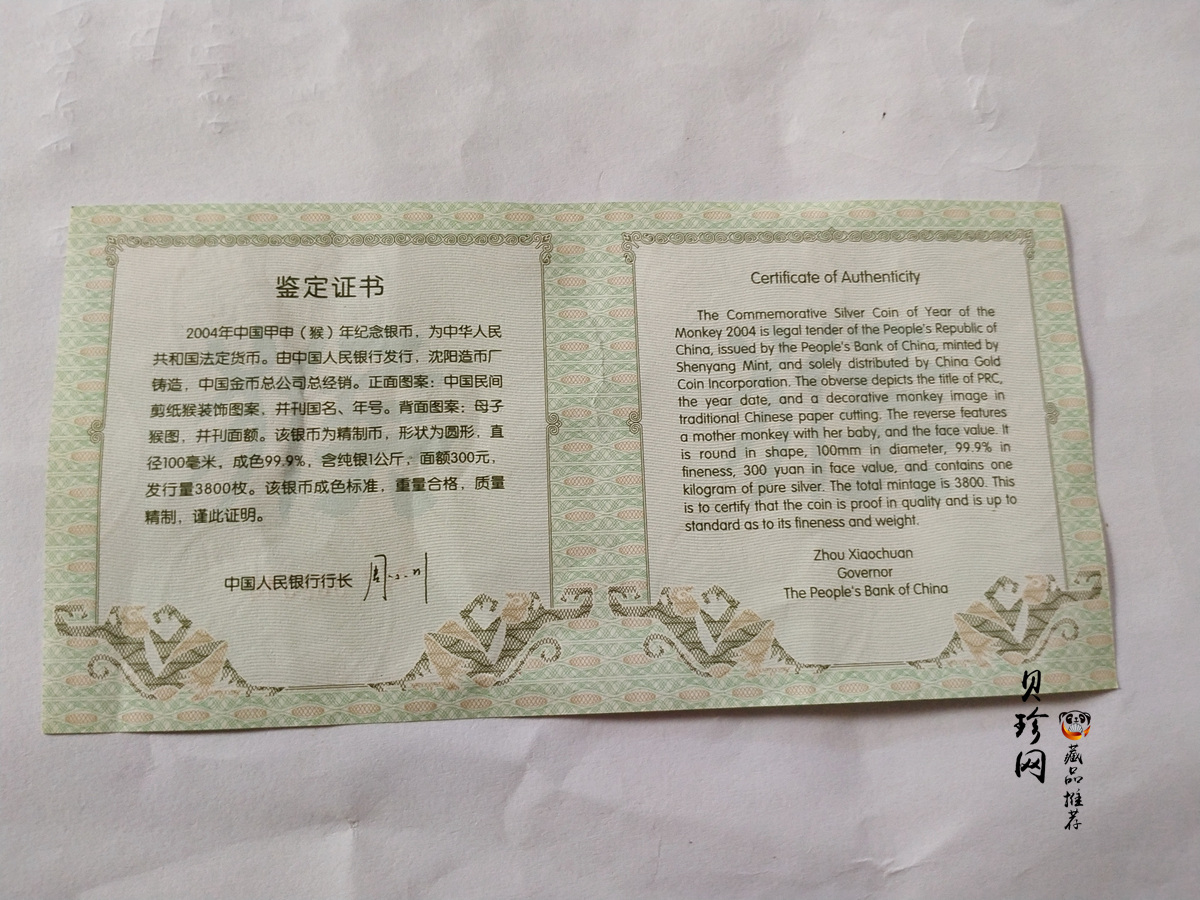 鉴定证书
2004年中国甲申（猴）年纪念银币，为中华人民
共和国法定货币。由中国人民银行发行，沈阳造币厂
铸造，中国金币总公司总经销。正面图案：中国民间
剪纸猴装饰图案，并刊国名、年号。背面图案：母子
猴图，并刊面额。该银币为精制币，形状为圆形，直
径100毫米，成色99.9%，含纯银1公斤，面额300元，
发行量3800枚。该银币成色标准，重量合格，质量
精制，谨此证明。
中国人民银行行长 周小川
Certificate of Authenticity
The Commemorative Silver Coin of Year of the
Monkey 2004 is legal tender of the People's Republic of
China, issued by the People's Bank of China, minted by
Shenyang Mint, and solely distributed by China Gold
Coin Incorporation. The obverse depicts the title of PRC,
the year date, and a decorative monkey image in
traditional Chinese paper cutting. The reverse features
a mother monkey with her baby, and the face value. It
is round in shape, 100mm in diameter, 99.9% in
fineness, 300 yuan in face value, and contains one
kilogram of pure silver. The total mintage is 3800. This
is to certify that the coin is proof in quality and is up to
standard as to its fineness and weight.
Zhou Xiaochuan
Governor
The People's Bank of China
贝珍网
藏品推荐